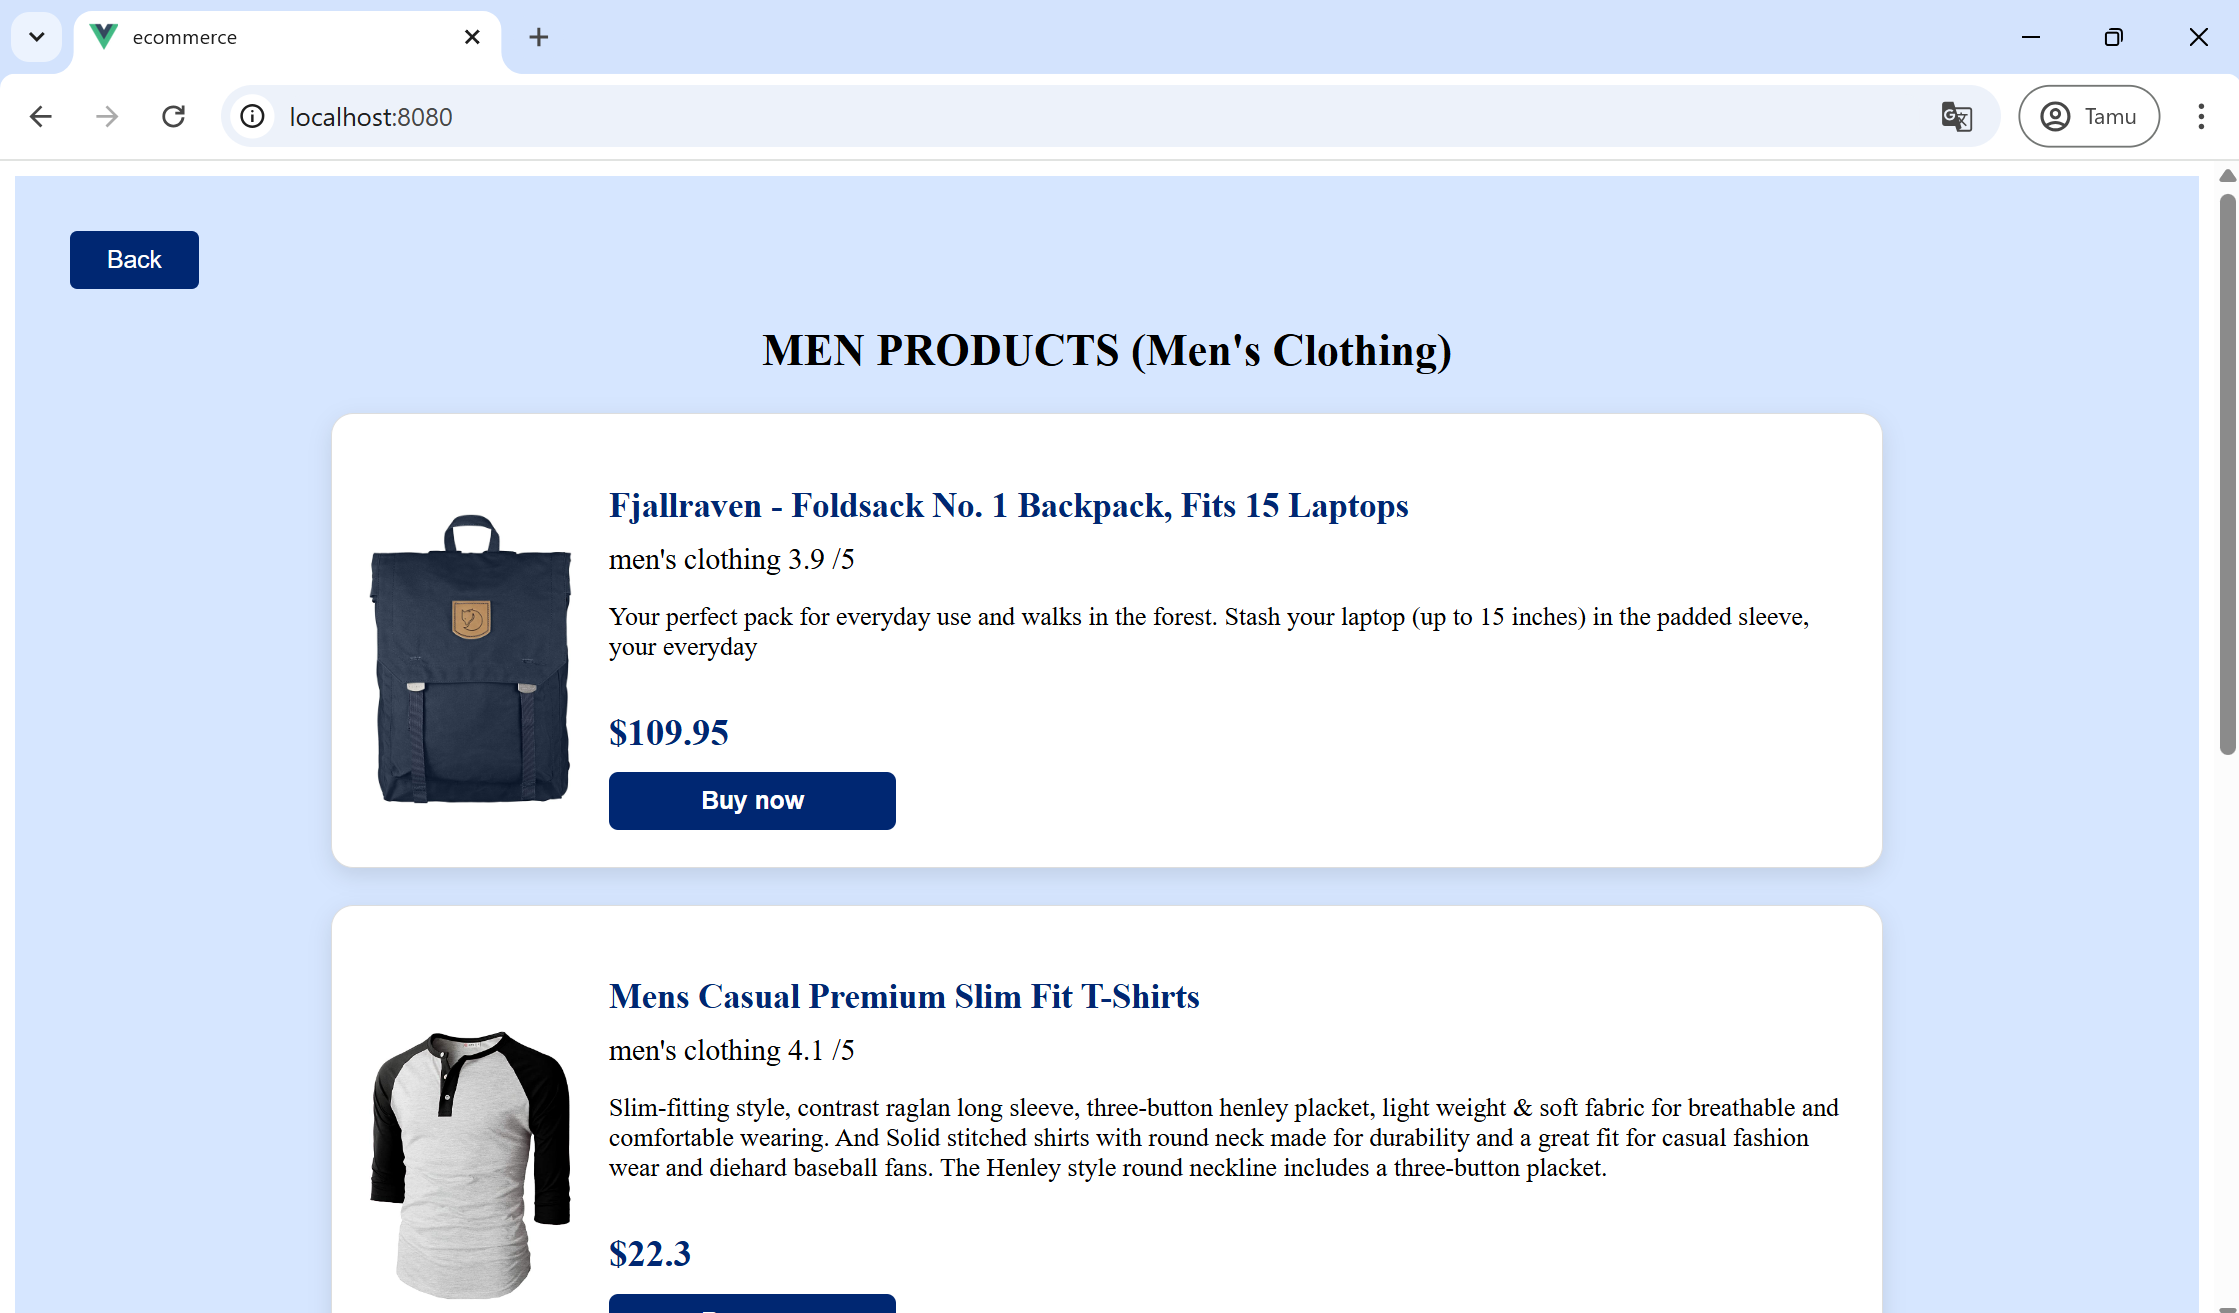 ecommerce
localhost:8080
Tamu
Back
MEN PRODUCTS (Men's Clothing)
Fjallraven - Foldsack No. 1 Backpack, Fits 15 Laptops
men's clothing 3.9 /5
Your perfect pack for everyday use and walks in the forest. Stash your laptop (up to 15 inches) in the padded sleeve,
your everyday
$109.95
Buy now
Mens Casual Premium Slim Fit T-Shirts
men's clothing 4.1 /5
Slim-fitting style, contrast raglan long sleeve, three-button henley placket, light weight & soft fabric for breathable and
comfortable wearing. And Solid stitched shirts with round neck made for durability and a great fit for casual fashion
wear and diehard baseball fans. The Henley style round neckline includes a three-button placket.
$22.3